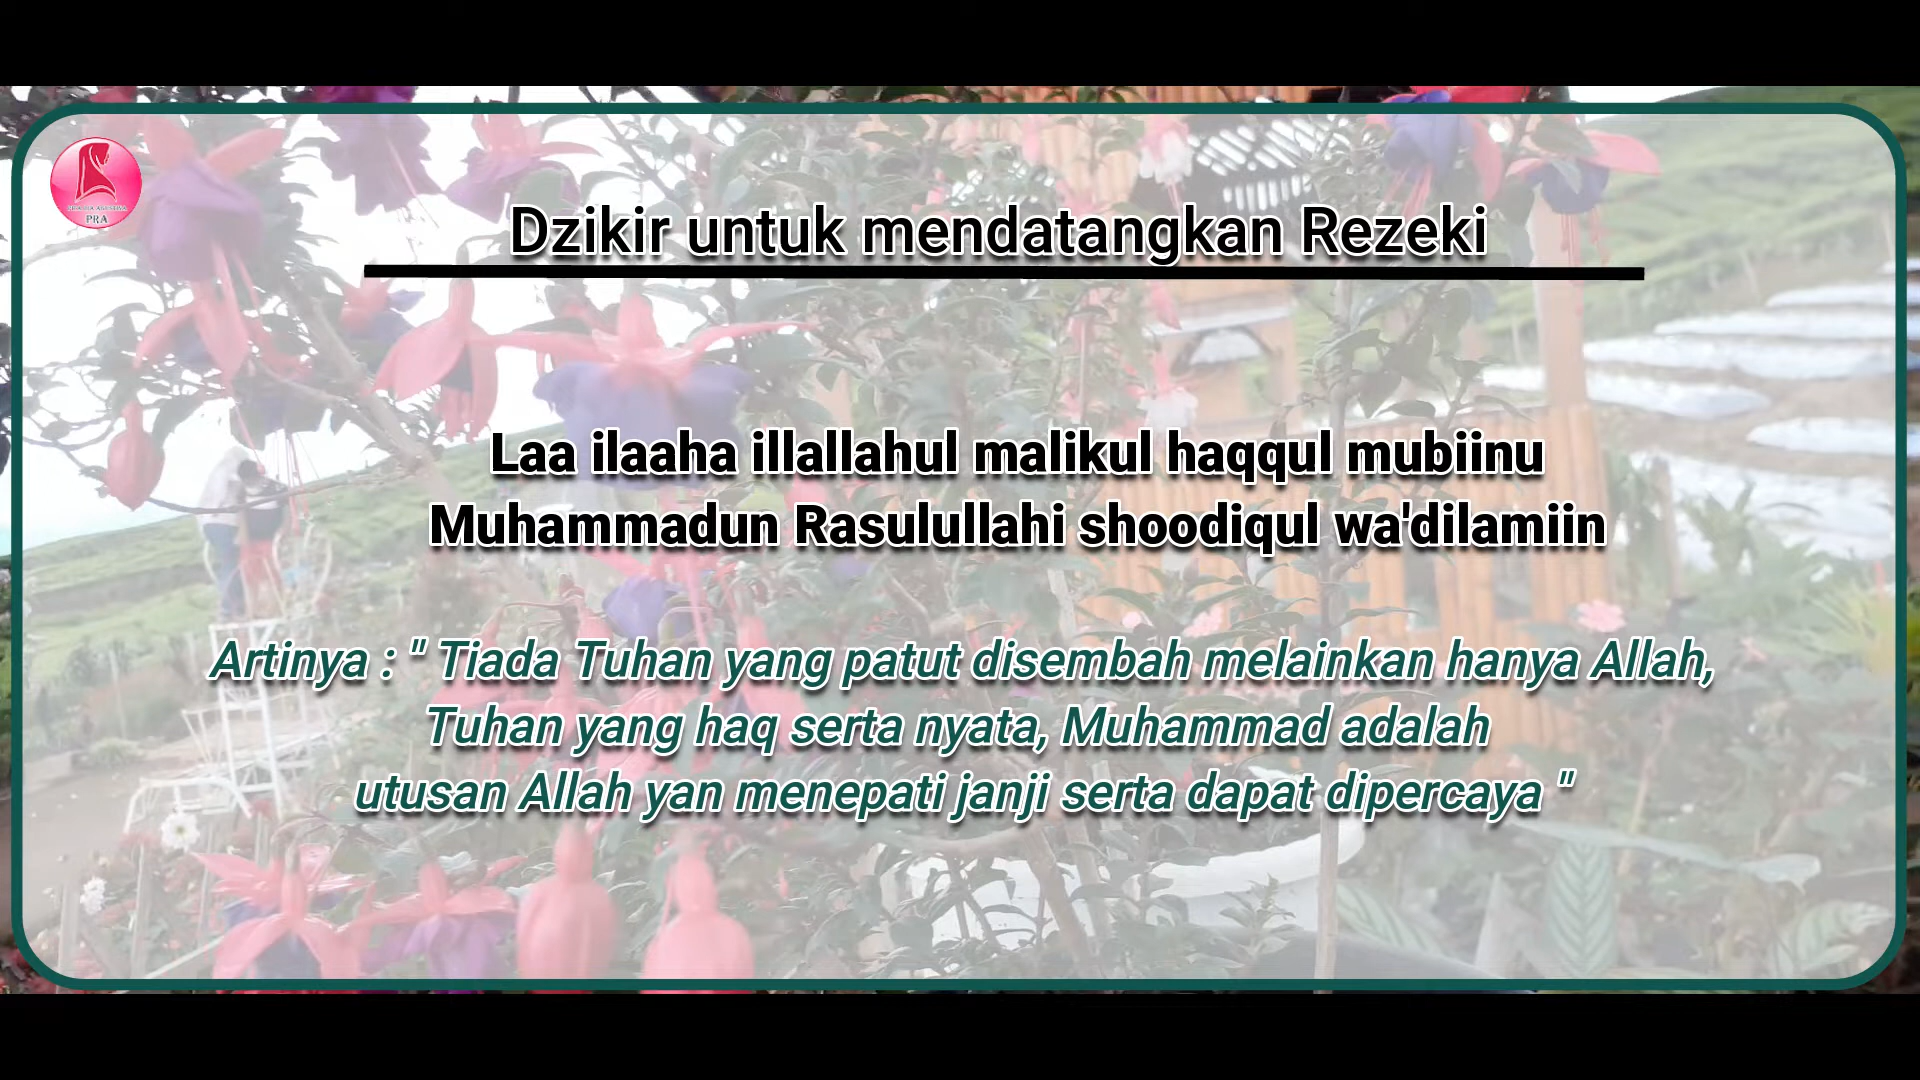 PRA
Dzikir untuk mendatangkan Rezeki
Laa ilaaha illallahul malikul haqqul mubiinu
Muhammadun Rasulullahi shoodiqul wa'dilamiin
Artinya : " Tiada Tuhan yang patut disembah melainkan hanya Allah,
Tuhan yang haq serta nyata, Muhammad adalah
utusan Allah yan menepati janji serta dapat dipercaya "